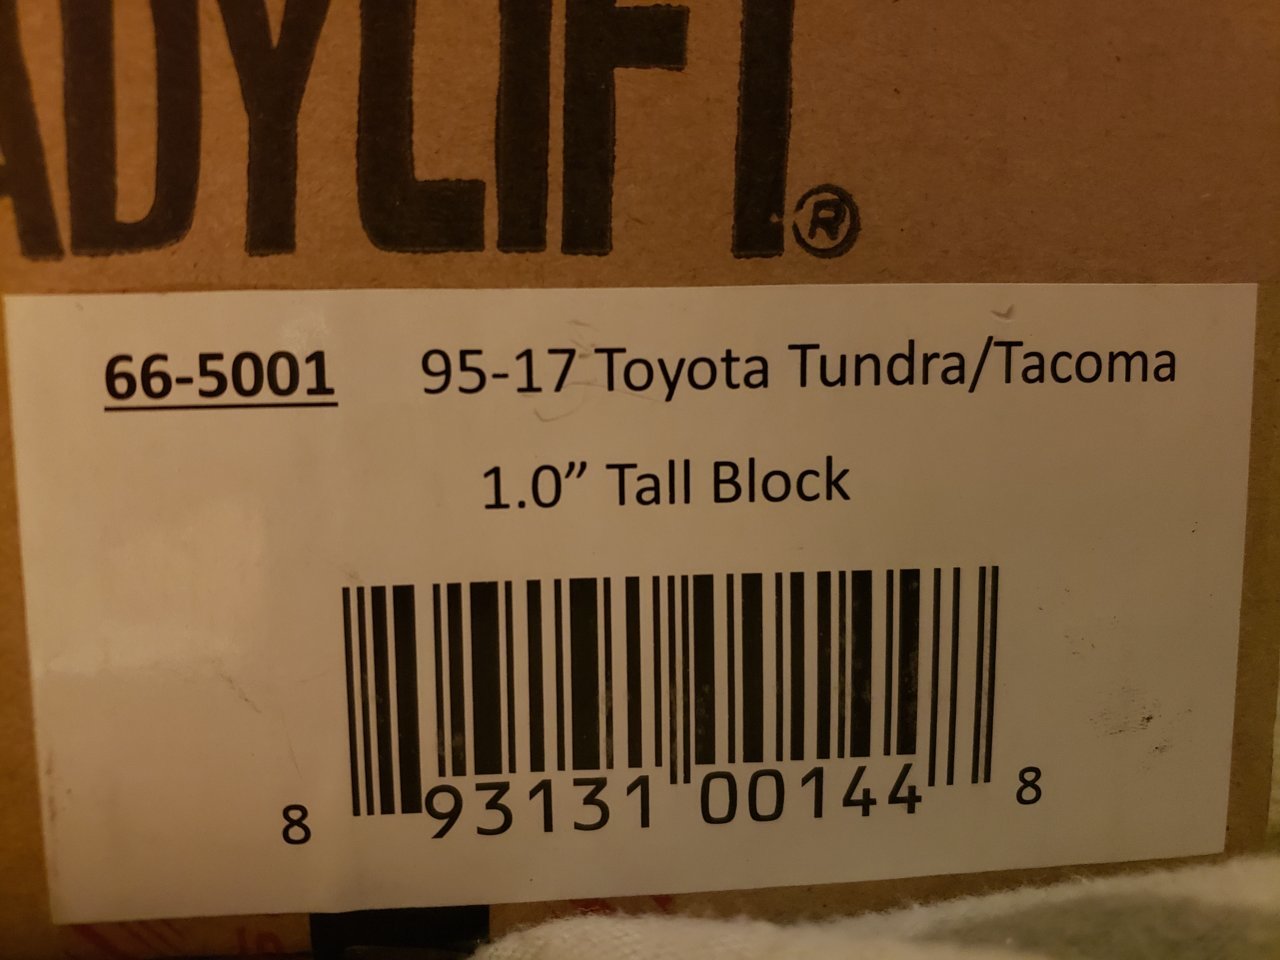 ADYLIFT®
66-5001 95-17 Toyota Tundra/Tacoma
1.0” Tall Block
8 93131 00144 8